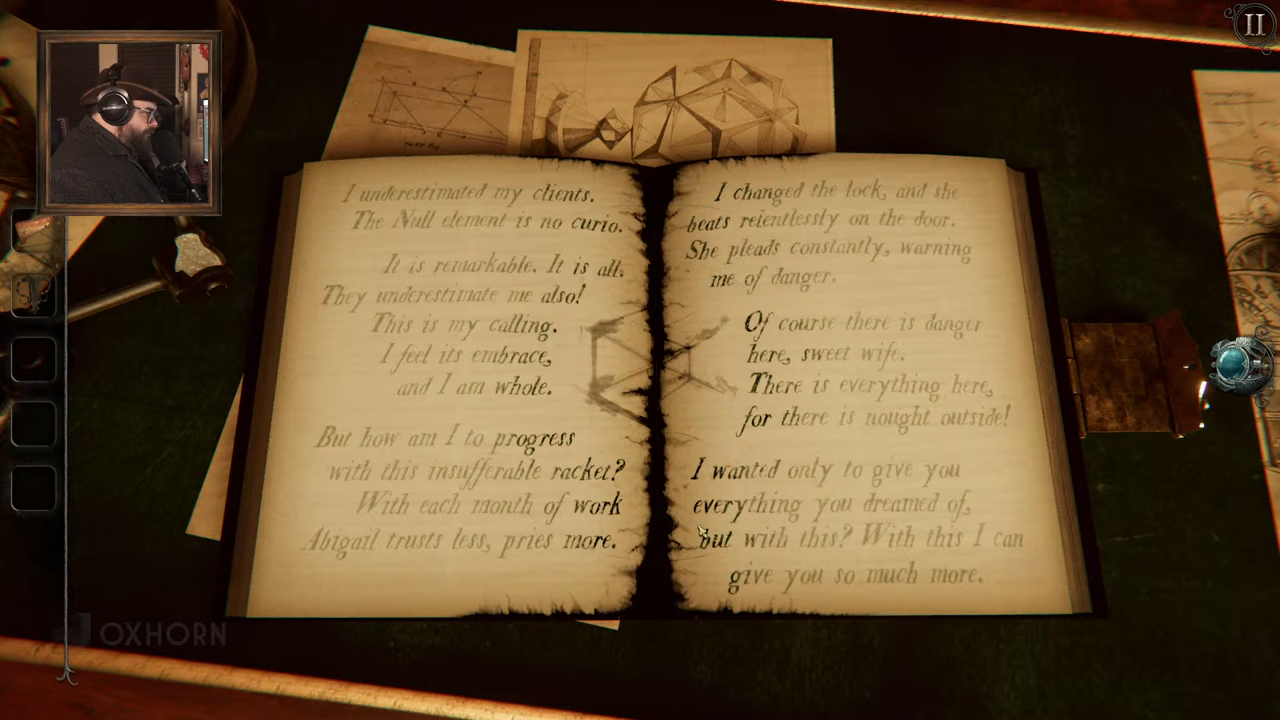 I underestimated my clients.
The Null element is no curio.
It is remarkable. It is all.
They underestimate me also!
This is my calling.
I feel its embrace,
and I am whole.
But how am I to progress
with this insufferable racket?
With each month of work
Abigail trusts less, pries more.
I changed the lock, and she
beats relentlessly on the door.
She pleads constantly, warning
me of danger.
Of course there is danger
here, sweet wife.
There is everything here,
for there is nought outside!
I wanted only to give you
everything you dreamed of,
but with this? With this I can
give you so much more.
OXHORN